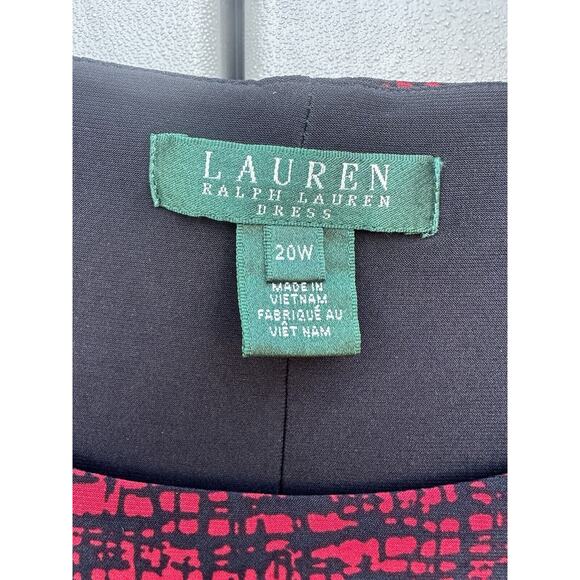 LAUREN
RALPH LAUREN
DRESS
20W
MADE IN
VIETNAM
FABRIQUÉ AU
VIÊT NAM